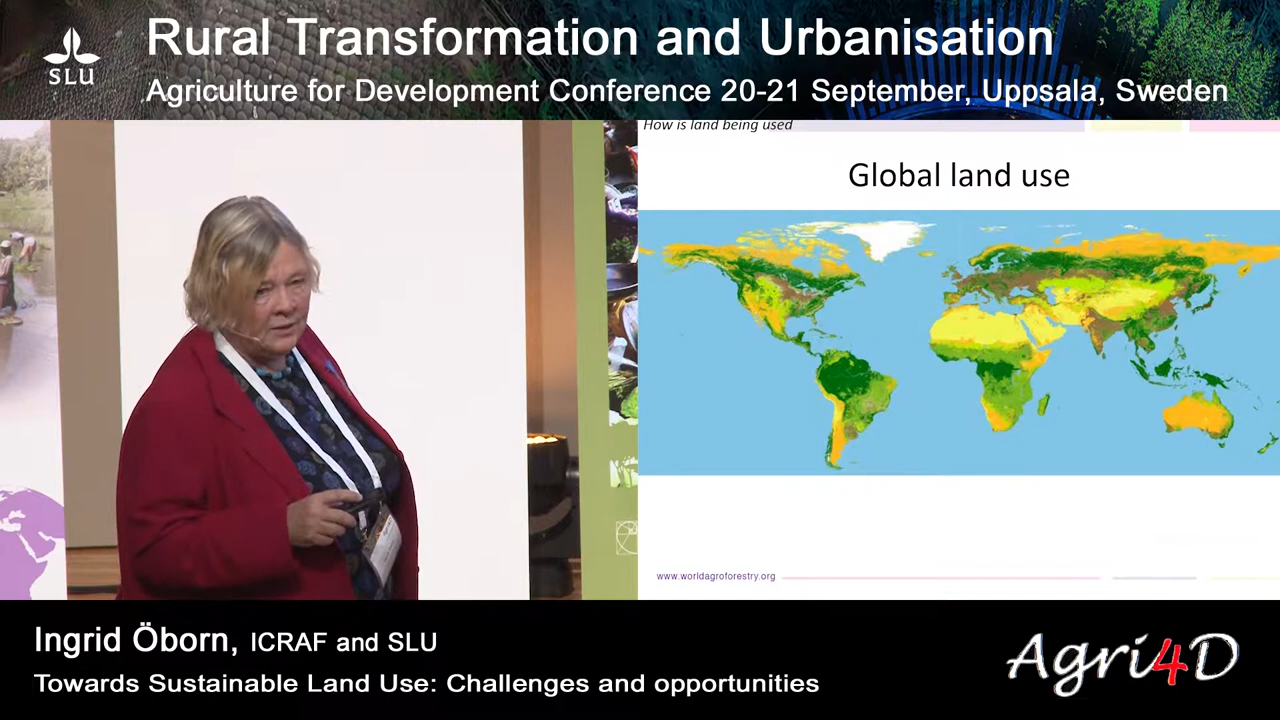 SLU
Rural Transformation and Urbanisation
Agriculture for Development Conference 20-21 September, Uppsala, Sweden
How is land being used
Global land use
www.worldagroforestry.org
Ingrid Öborn, ICRAF and SLU
Towards Sustainable Land Use: Challenges and opportunities
Agri4D